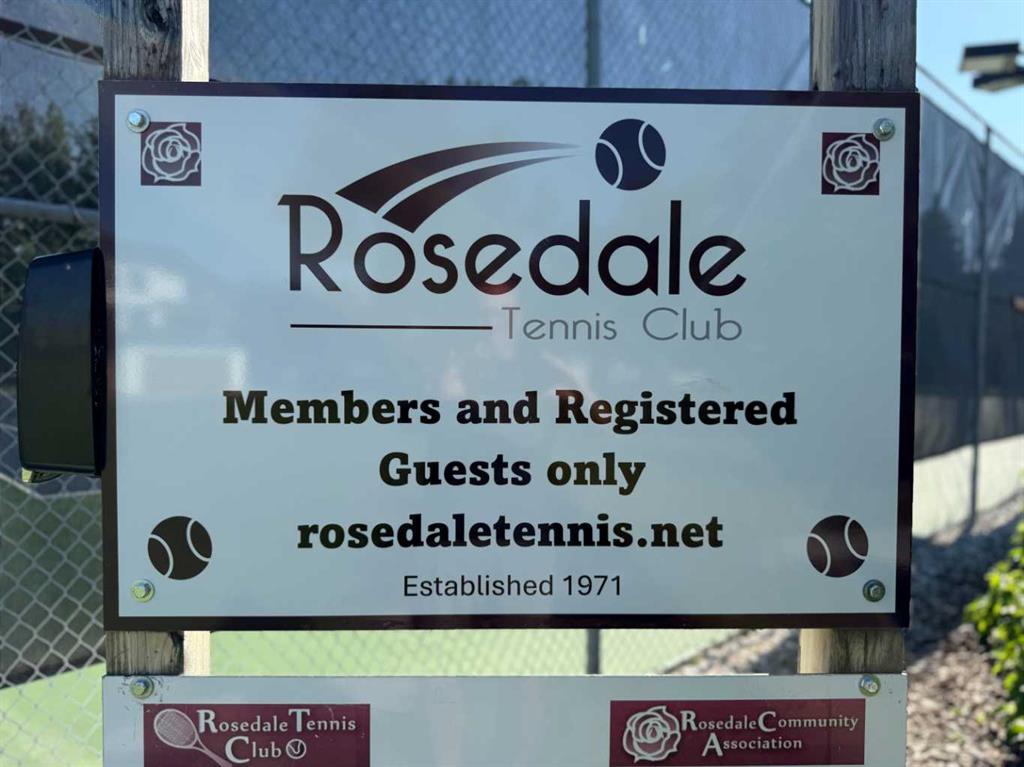 Rosedale
Tennis Club
Members and Registered
Guests only
rosedaletennis.net
Established 1971
Rosedale Tennis
Club
Rosedale Community
Association